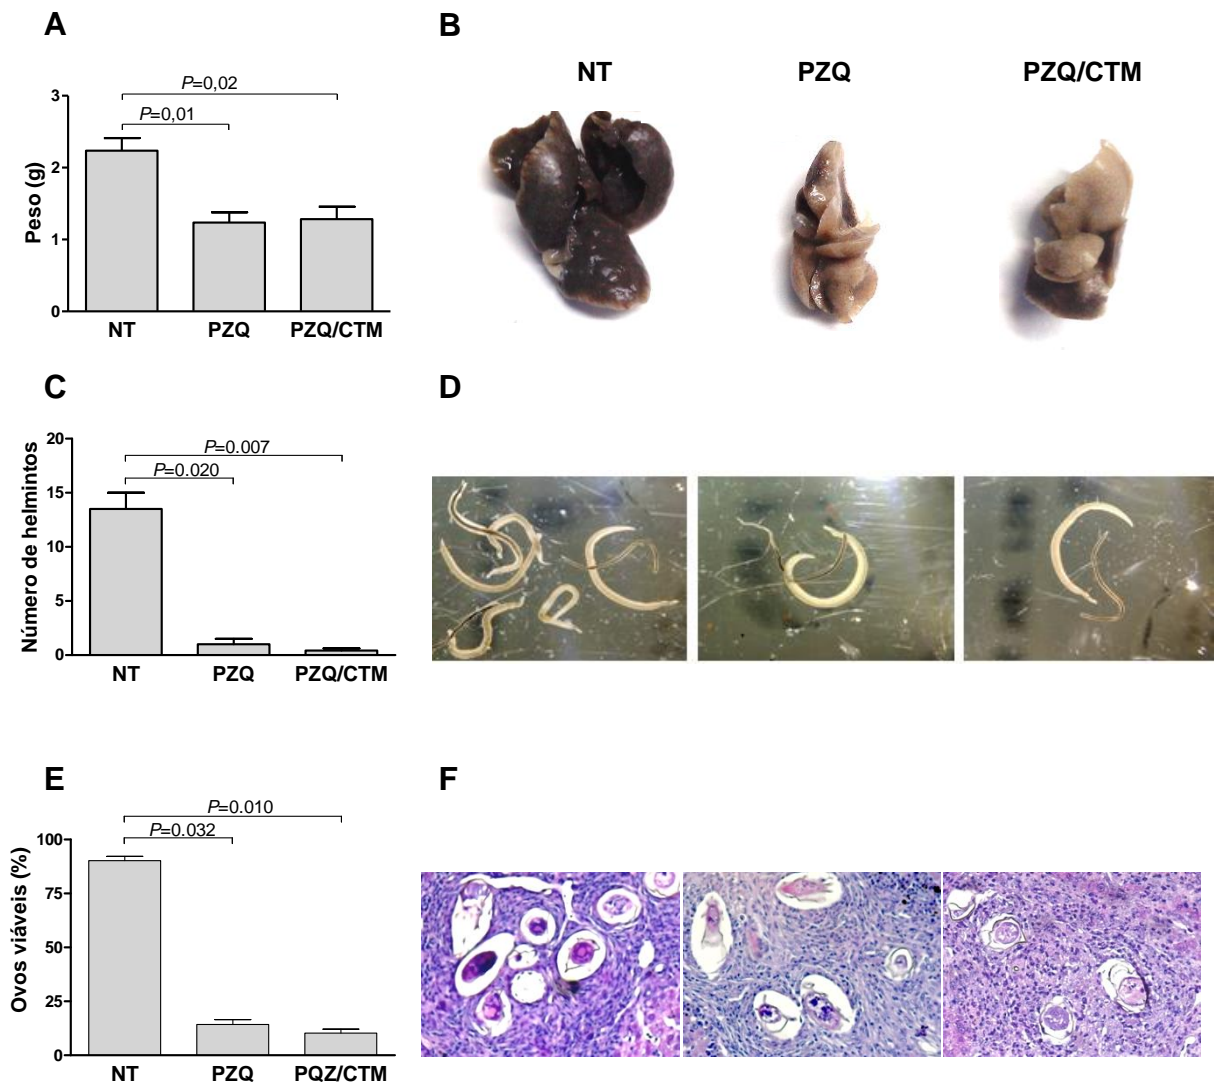 A
B
NT PZQ PZQ/CTM
P=0,02
P=0,01
Peso (g)
3
2
1
0
NT PZQ PZQ/CTM
C
D
P=0.007
P=0.020
Número de helmintos
20
15
10
5
0
NT PZQ PZQ/CTM
E
F
P=0.010
P=0.032
Ovos viáveis (%)
100
75
50
25
0
NT PZQ PQZ/CTM